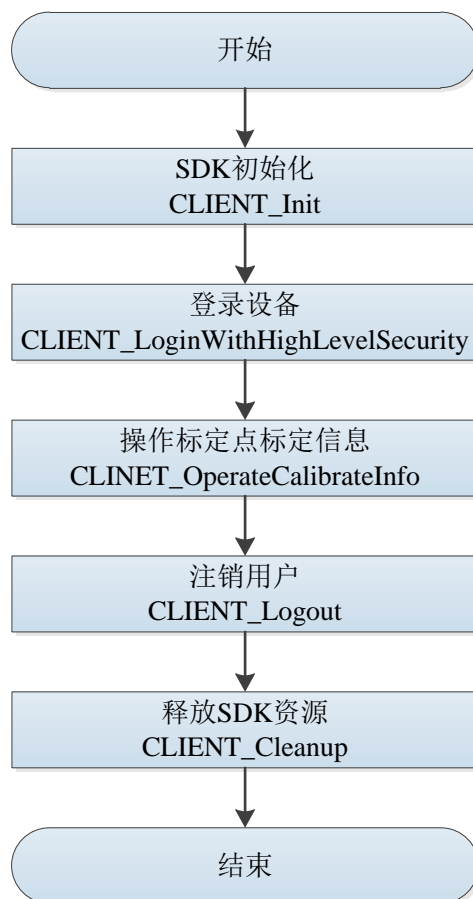 开始
SDK初始化
CLIENT_Init
登录设备
CLIENT_LoginWithHighLevelSecurity
操作标定点标定信息
CLINET_OperateCalibrateInfo
注销用户
CLIENT_Logout
释放SDK资源
CLIENT_Cleanup
结束